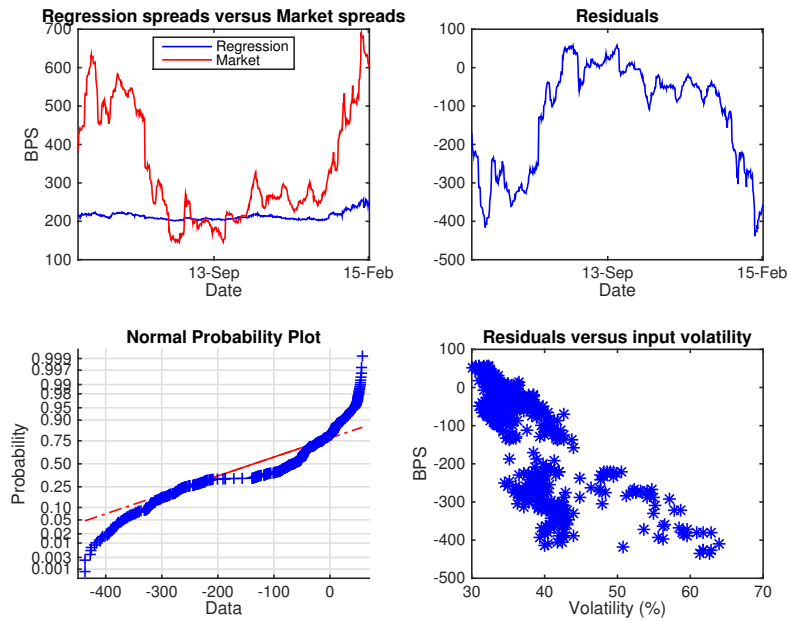 Regression spreads versus Market spreads
700
600
500
400
300
200
100
BPS
Regression
Market
13-Sep
15-Feb
Date
Residuals
100
0
-100
-200
-300
-400
-500
BPS
13-Sep
15-Feb
Date
Normal Probability Plot
0.999
0.997
0.99
0.98
0.95
0.90
0.75
0.50
0.25
0.10
0.05
0.02
0.01
0.003
0.001
Probability
-400
-300
-200
-100
0
Data
Residuals versus input volatility
100
0
-100
-200
-300
-400
-500
BPS
30
40
50
60
70
Volatility (%)